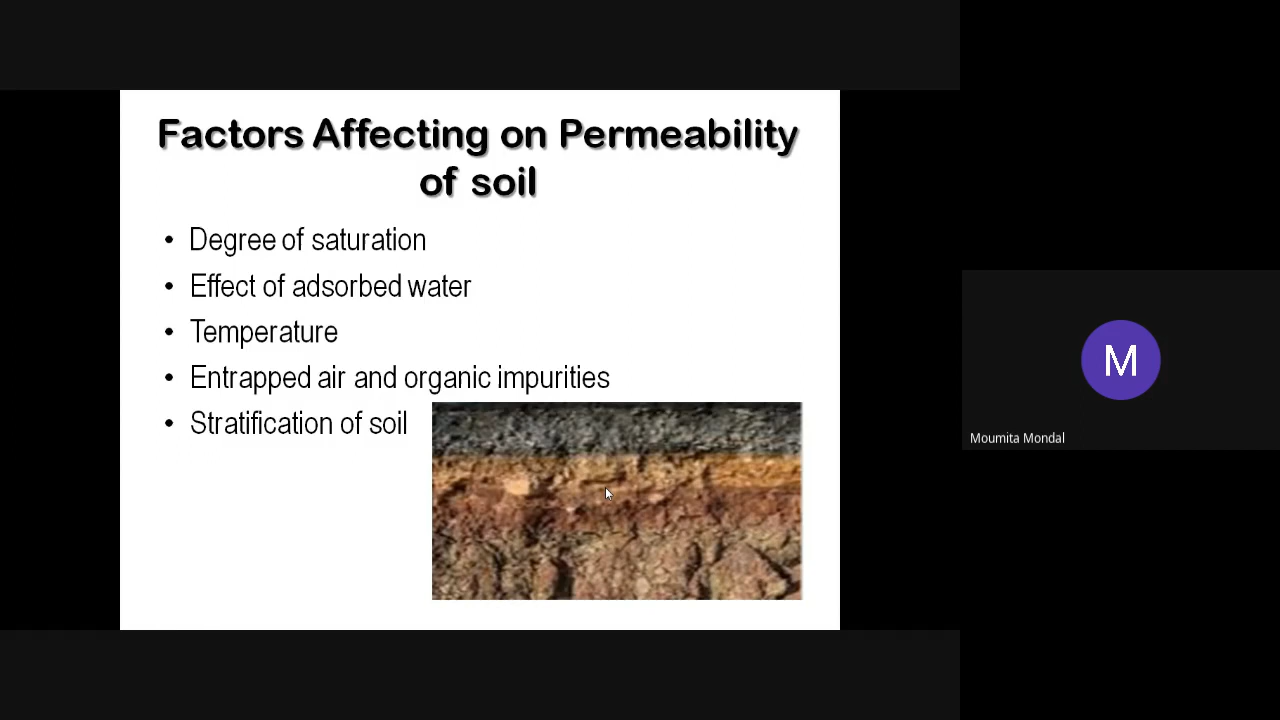 Factors Affecting on Permeability
of soil
• Degree of saturation
• Effect of adsorbed water
• Temperature
• Entrapped air and organic impurities
• Stratification of soil
M
Moumita Mondal